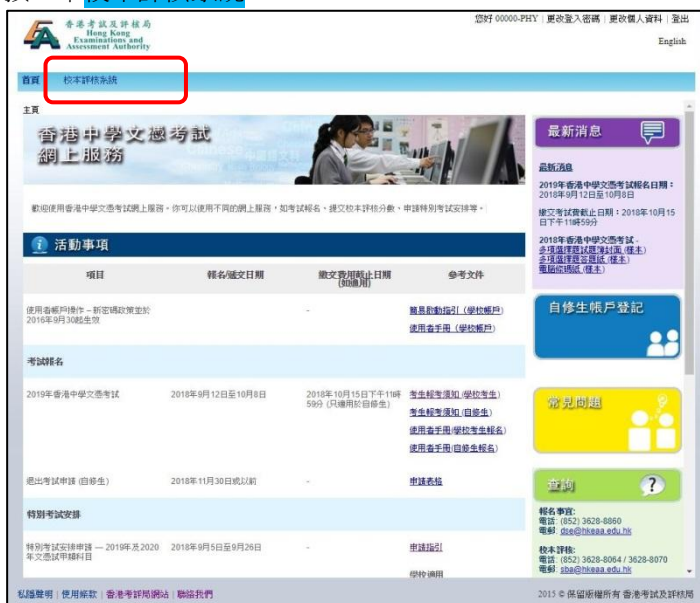 香港考試及評核局
Hong Kong
Examinations and
Assessment Authority
您好 00000-PHY | 更改登入密碼 | 更改個人資料 | 登出
English
首頁 校本評核系統
主頁
香港中學文憑考試
網上服務
歡迎使用香港中學文憑考試網上服務。你可以使用不同的網上服務,如考試報名、提交校本評核分數、申請特別考試安排等。
活動事項
項目 報名/遞交日期 繳交費用截止日期 參考文件
(如適用)
使用者帳戶操作 – 新密碼政策並於 - 簡易啟動指引 (學校帳戶)
2016年9月30起生效
使用者手冊 (學校帳戶)
考試報名
2019年香港中學文憑考試 2018年9月12日至10月8日 2018年10月15日下午11時 考生報考須知 (學校考生)
59分 (只適用於自修生)
考生報考須知 (自修生)
使用者手冊(學校考生報名)
使用者手冊(自修生報名)
退出考試申請 (自修生) 2018年11月30日或以前 - 申請表格
特別考試安排
特別考試安排申請 — 2019年及2020 2018年9月5日至9月26日 - 申請指引
年文憑試甲類科目
學校適用
最新消息
最新消息
2019年香港中學文憑考試報名日期:
2018年9月12日至10月8日
繳交考試費截止日期:2018年10月15
日下午11時59分
2019年香港中學文憑考試 -
多項選擇題試題簿封面 (樣本)
多項選擇題答題紙 (樣本)
電腦條碼紙 (樣本)
自修生帳戶登記
常見問題
查詢
報名事宜:
電話: (852) 3628-8860
電郵: dse@hkeaa.edu.hk
校本評核:
電話: (852) 3628-8064 / 3628-8070
電郵: sba@hkeaa.edu.hk
私隱聲明 | 使用條款 | 香港考評局網站 | 聯絡我們 2015 © 保留版權所有 香港考試及評核局